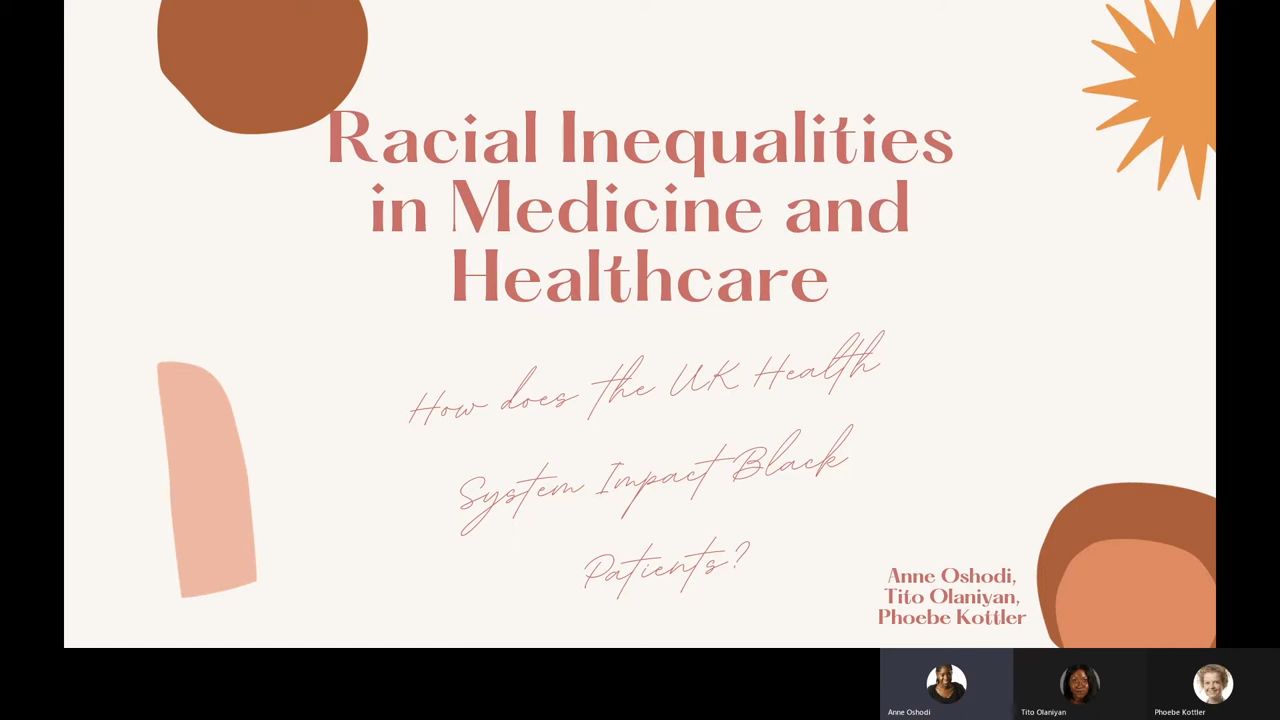 Racial Inequalities
in Medicine and
Healthcare
How does the UK Health
System Impact Black
Patients?
Anne Oshodi,
Tito Olaniyan,
Phoebe Kottler
Anne Oshodi
Tito Olaniyan
Phoebe Kottler